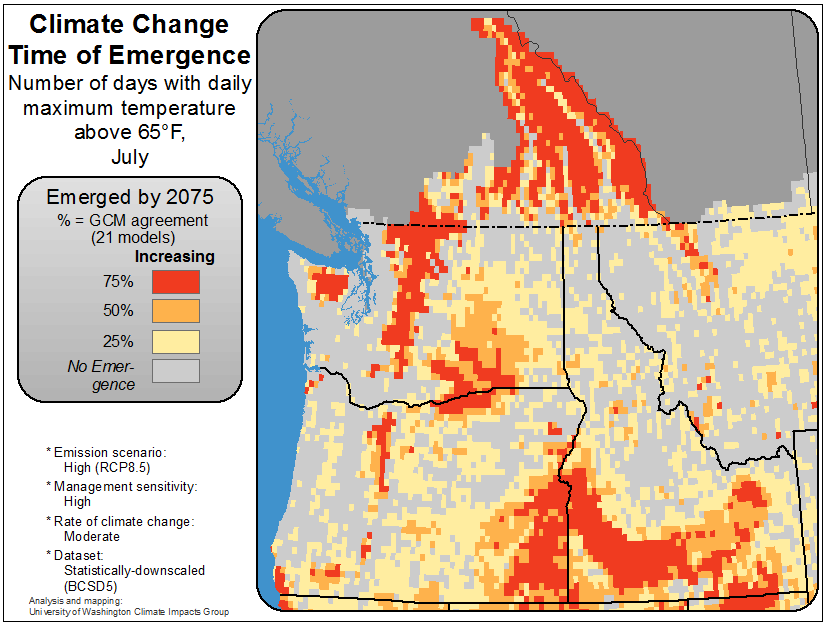 Climate Change
Time of Emergence
Number of days with daily
maximum temperature
above 65°F,
July
Emerged by 2075
% = GCM agreement
(21 models)
Increasing
75%
50%
25%
No Emer-
gence
* Emission scenario:
High (RCP8.5)
* Management sensitivity:
High
* Rate of climate change:
Moderate
* Dataset:
Statistically-downscaled
(BCSD5)
Analysis and mapping:
University of Washington Climate Impacts Group